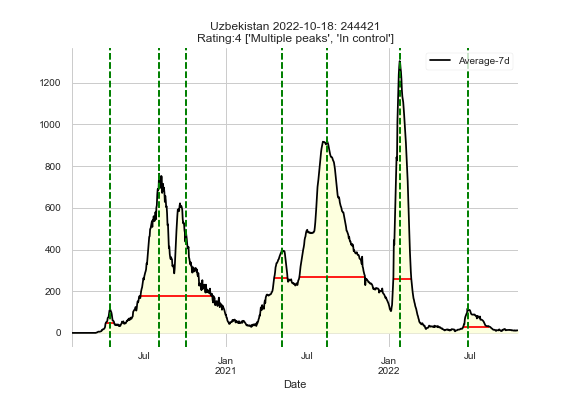 Uzbekistan 2022-10-18: 244421
Rating:4 ['Multiple peaks', 'In control']
Average-7d
1200
1000
800
600
400
200
0
Jul
Jan
2021
Jul
Jan
2022
Jul
Date